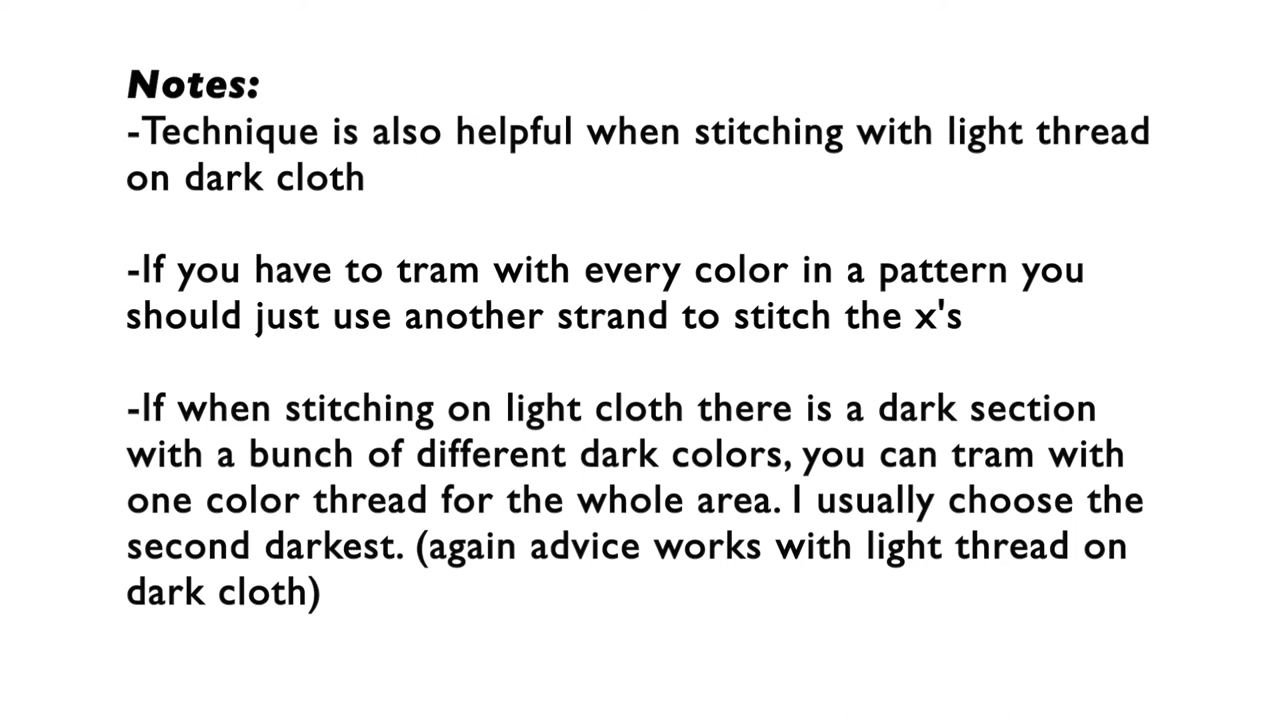 Notes:
-Technique is also helpful when stitching with light thread
on dark cloth
-If you have to tram with every color in a pattern you
should just use another strand to stitch the x's
-If when stitching on light cloth there is a dark section
with a bunch of different dark colors, you can tram with
one color thread for the whole area. I usually choose the
second darkest. (again advice works with light thread on
dark cloth)